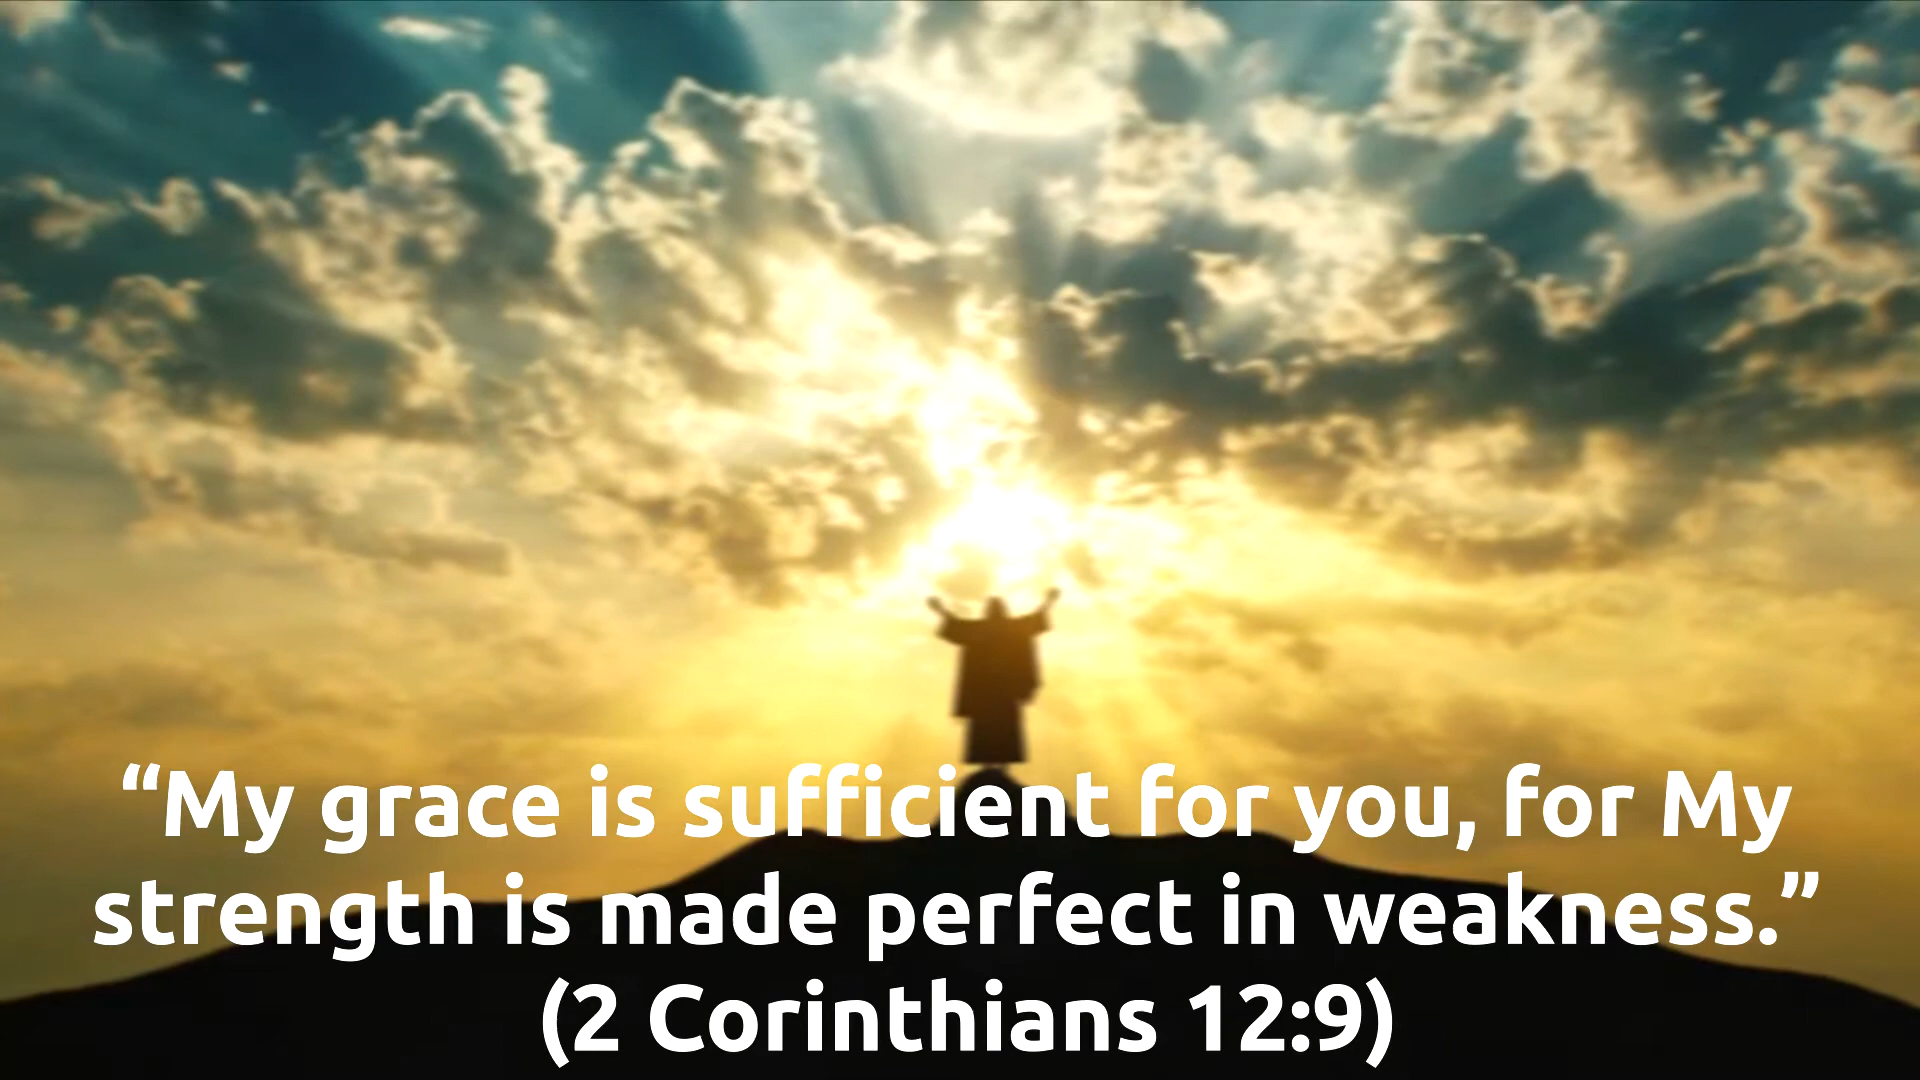 “My grace is sufficient for you, for My
strength is made perfect in weakness.”
(2 Corinthians 12:9)